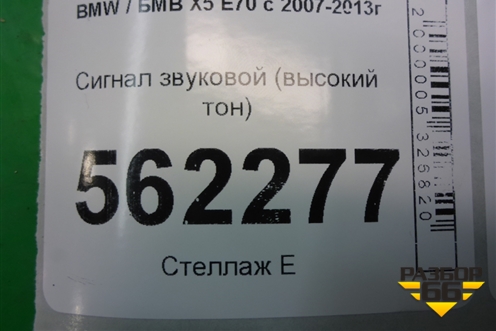 BMW / БМВ X5 E70 с 2007-2013г
Сигнал звуковой (высокий
тон)
562277
Стеллаж Е
2000005326820
РАЗБОР
66